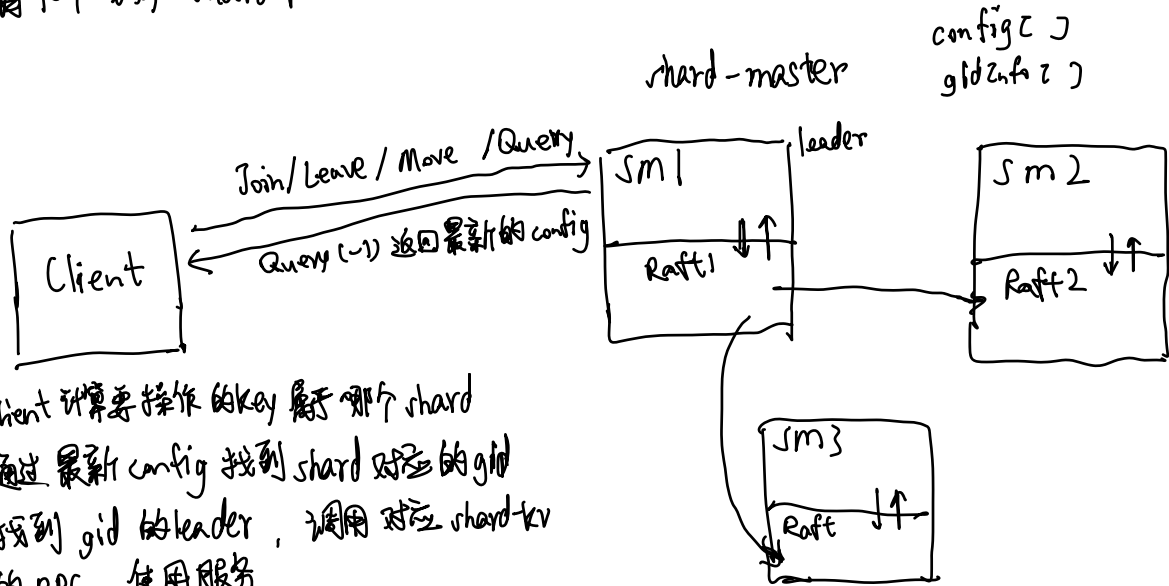 config[ ]
shard-master
gidInfo[ ]
leader
Join/Leave/Move/Query
sm1
sm2
Query(-1) 返回最新的config
Client
Raft1
Raft2
计算要操作的key属于哪个shard
通过最新config找到shard对应的gid
sm3
找到gid的leader，调用对应shard-kv
Raft
使用服务